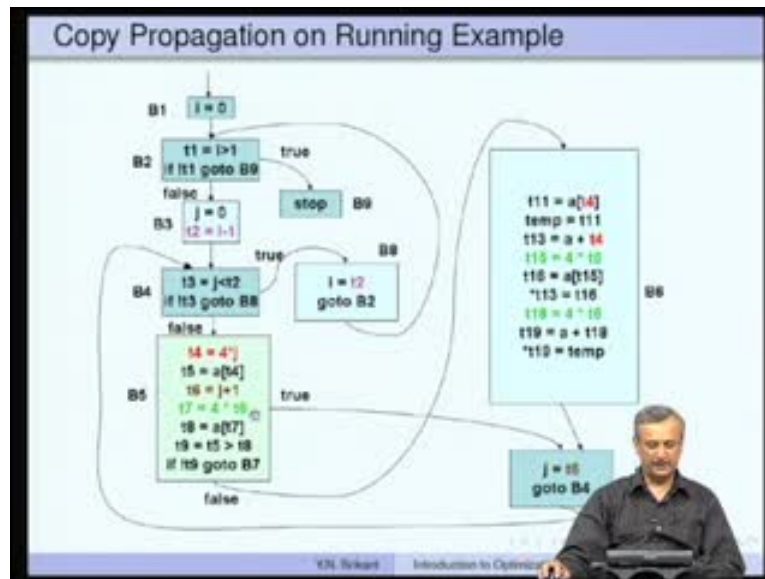 Copy Propagation on Running Example
B1
i = 0
B2
t1 = i>1
if !t1 goto B9
true
false
stop
B9
B3
j = 0
t2 = i-1
true
B8
B4
t3 = j<t2
if !t3 goto B8
i = t2
goto B2
false
B5
t4 = 4*j
t5 = a[t4]
t6 = j+1
t7 = 4 * t6
t8 = a[t7]
t9 = t5 > t8
if !t9 goto B7
true
false
t11 = a[t4]
temp = t11
t13 = a + t4
t15 = 4 * t6
t16 = a[t15]
*t13 = t16
t18 = 4 * t6
t19 = a + t18
*t19 = temp
B6
j = t6
goto B4
Y.N. Srikant
Introduction to